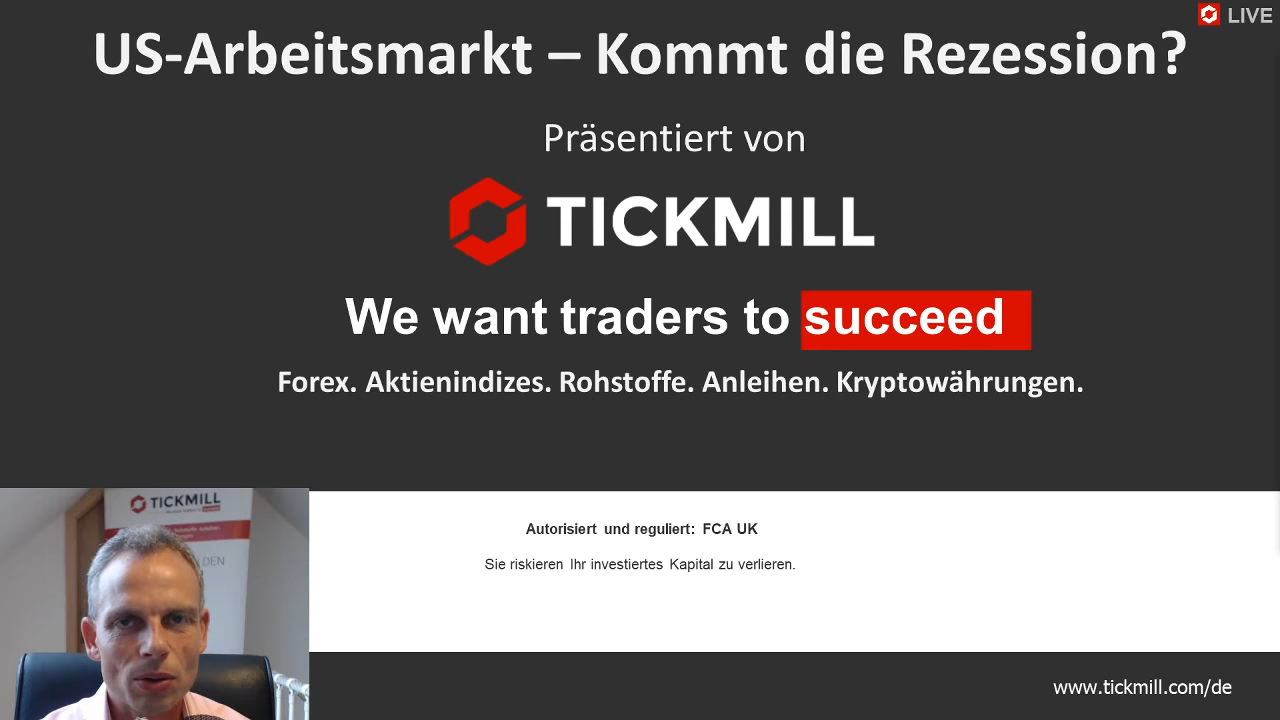 LIVE
US-Arbeitsmarkt – Kommt die Rezession?
Präsentiert von
TICKMILL
We want traders to succeed
Forex. Aktienindizes. Rohstoffe. Anleihen. Kryptowährungen.
TICKMILL
Autorisiert und reguliert: FCA UK
Sie riskieren Ihr investiertes Kapital zu verlieren.
www.tickmill.com/de